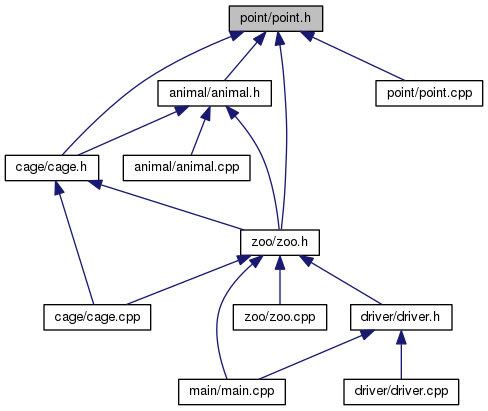 point/point.h
animal/animal.h
point/point.cpp
cage/cage.h
animal/animal.cpp
zoo/zoo.h
cage/cage.cpp
zoo/zoo.cpp
driver/driver.h
main/main.cpp
driver/driver.cpp